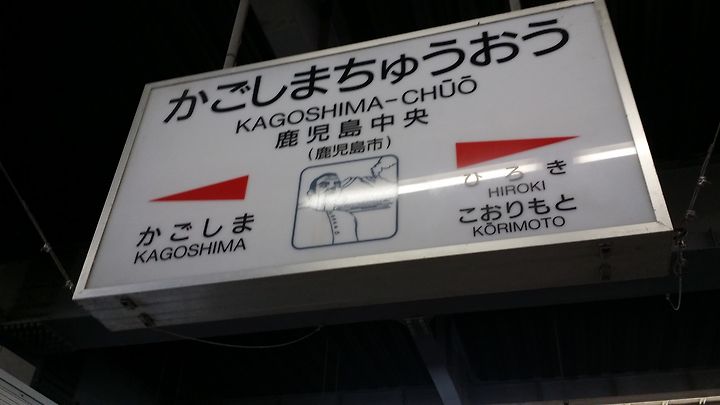 かごしまちゅうおう
KAGOSHIMA-CHŪŌ
鹿児島中央
(鹿児島市)
かごしま
KAGOSHIMA
ひろき
HIROKI
こおりもと
KŌRIMOTO